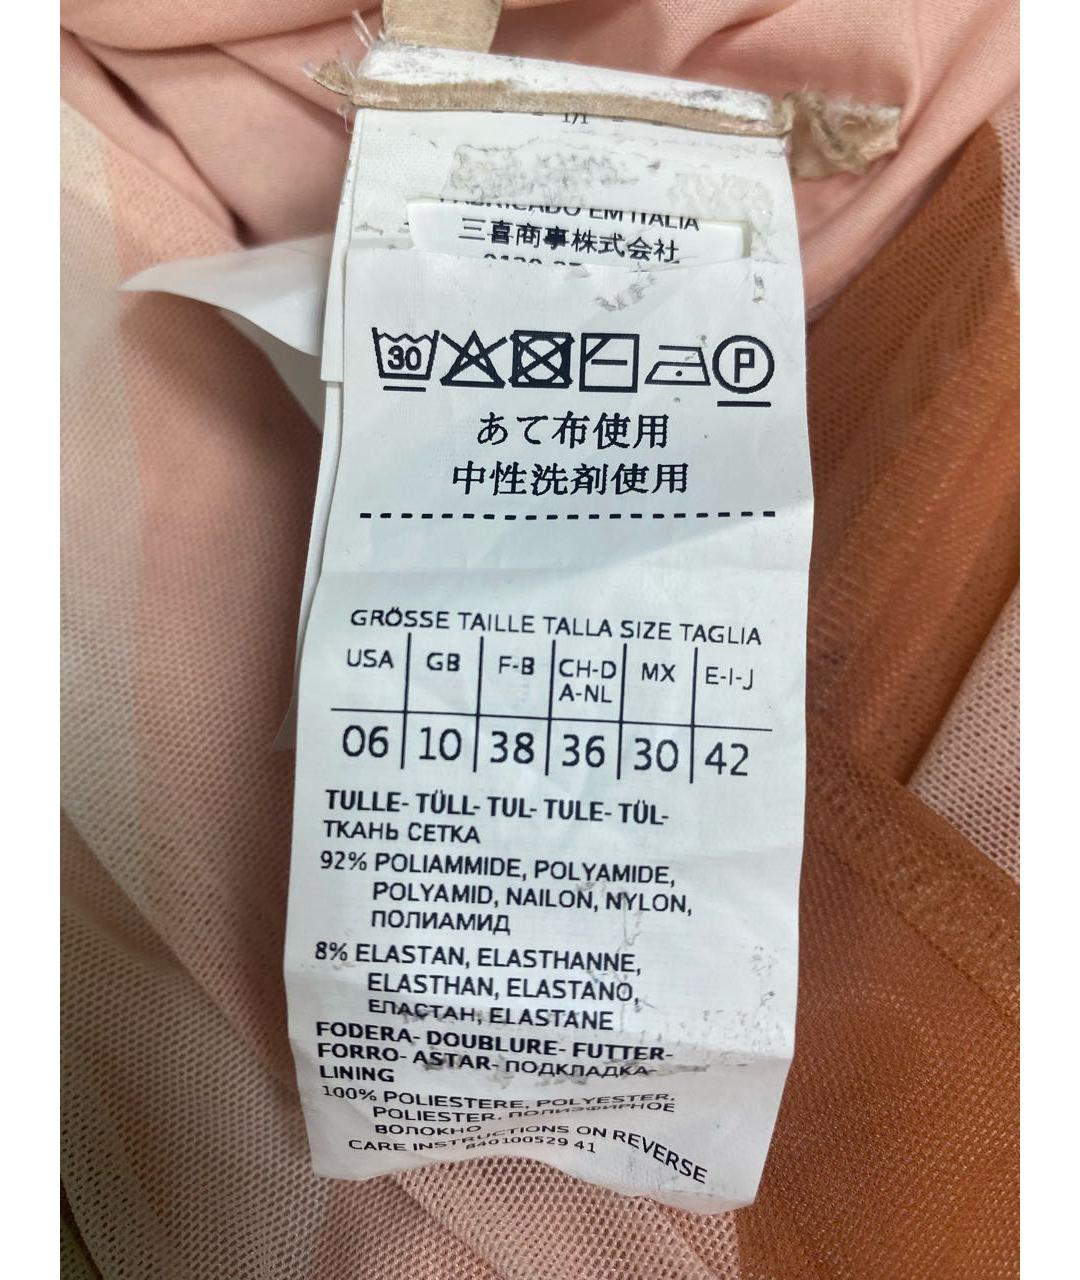 FABRICADO EM ITALIA
三喜商事株式会社
30
P
あて布使用
中性洗剤使用
GRÖSSE TAILLE TALLA SIZE TAGLIA
USA GB F-B CH-D A-NL MX E-I-J
06 10 38 36 30 42
TULLE- TÜLL- TUL- TULE- TÜL-
ТКАНЬ СЕТКА
92% POLIAMMIDE, POLYAMIDE,
POLYAMID, NAILON, NYLON,
ПОЛИАМИД
8% ELASTAN, ELASTHANNE,
ELASTHAN, ELASTANO,
ЕЛАСТАН, ELASTANE
FODERA- DOUBLURE- FUTTER-
FORRO- ASTAR- ПОДКЛАДКА-
LINING
100% POLIESTERE, POLYESTER,
POLIESTER, ПОЛИЭФИРНОЕ
ВОЛОКНО
CARE INSTRUCTIONS ON REVERSE
840100529 41